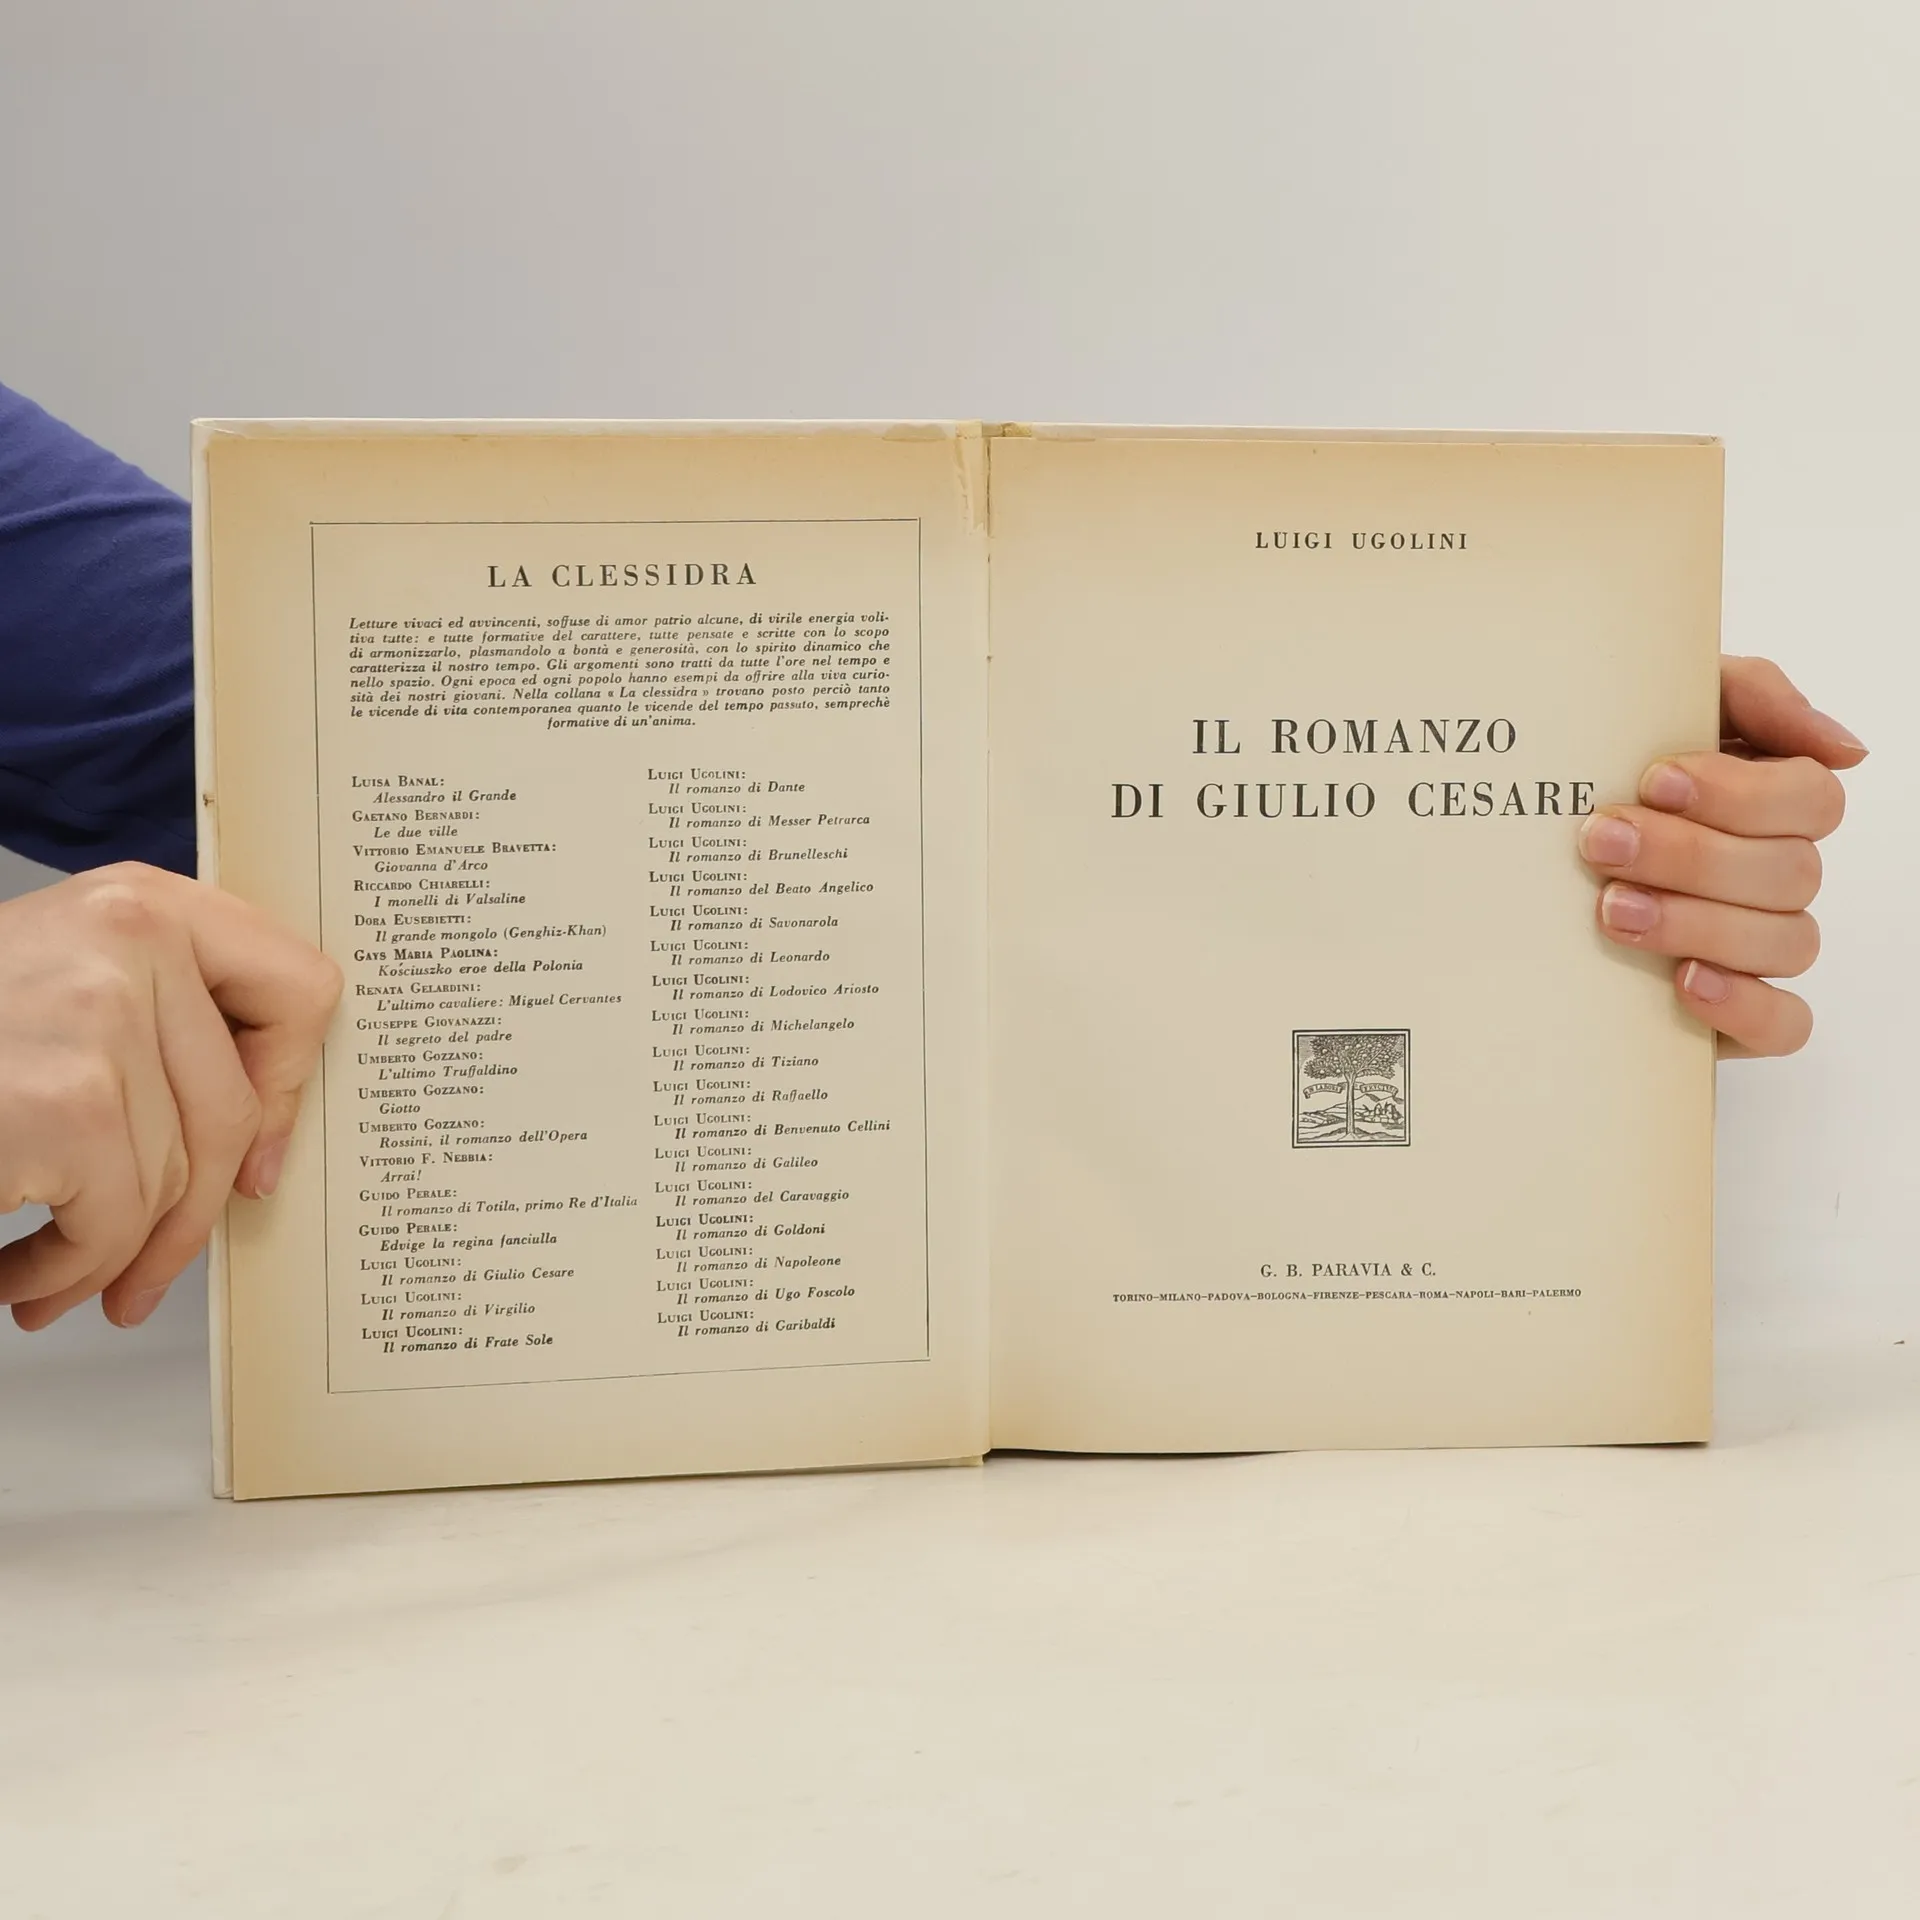 LA CLESSIDRA
Letture vivaci ed avvincenti, soffuse di amor patrio alcune, di virile energia voli-
tiva tutte: e tutte formative del carattere, tutte pensate e scritte con lo scopo
di armonizzarlo, plasmandolo a bontà e generosità, con lo spirito dinamico che
caratterizza il nostro tempo. Gli argomenti sono tratti da tutte l'ore nel tempo e
nello spazio. Ogni epoca ed ogni popolo hanno esempi da offrire alla viva curio-
sità dei nostri giovani. Nella collana « La clessidra » trovano posto perciò tanto
le vicende di vita contemporanea quanto le vicende del tempo passato, semprechè
formative di un'anima.
LUISA BANAL:
Alessandro il Grande
GAETANO BERNARDI:
Le due ville
VITTORIO EMANUELE BRAVETTA:
Giovanna d'Arco
RICCARDO CHIARELLI:
I monelli di Valsaline
DORA EUSEBIETTI:
Il grande mongolo (Genghiz-Khan)
GAYS MARIA PAOLINA:
Kościuszko eroe della Polonia
RENATA GELARDINI:
L'ultimo cavaliere: Miguel Cervantes
GIUSEPPE GIOVANAZZI:
Il segreto del padre
UMBERTO GOZZANO:
L'ultimo Truffaldino
UMBERTO GOZZANO:
Giotto
UMBERTO GOZZANO:
Rossini, il romanzo dell'Opera
VITTORIO F. NEBBIA:
Arrai!
GUIDO PERALE:
Il romanzo di Totila, primo Re d'Italia
GUIDO PERALE:
Edvige la regina fanciulla
LUIGI UGOLINI:
Il romanzo di Giulio Cesare
LUIGI UGOLINI:
Il romanzo di Virgilio
LUIGI UGOLINI:
Il romanzo di Frate Sole
LUIGI UGOLINI:
Il romanzo di Dante
LUIGI UGOLINI:
Il romanzo di Messer Petrarca
LUIGI UGOLINI:
Il romanzo di Brunelleschi
LUIGI UGOLINI:
Il romanzo del Beato Angelico
LUIGI UGOLINI:
Il romanzo di Savonarola
LUIGI UGOLINI:
Il romanzo di Leonardo
LUIGI UGOLINI:
Il romanzo di Lodovico Ariosto
LUIGI UGOLINI:
Il romanzo di Michelangelo
LUIGI UGOLINI:
Il romanzo di Tiziano
LUIGI UGOLINI:
Il romanzo di Raffaello
LUIGI UGOLINI:
Il romanzo di Benvenuto Cellini
LUIGI UGOLINI:
Il romanzo di Galileo
LUIGI UGOLINI:
Il romanzo del Caravaggio
LUIGI UGOLINI:
Il romanzo di Goldoni
LUIGI UGOLINI:
Il romanzo di Napoleone
LUIGI UGOLINI:
Il romanzo di Ugo Foscolo
LUIGI UGOLINI:
Il romanzo di Garibaldi
LUIGI UGOLINI
IL ROMANZO
DI GIULIO CESARE
IN LABORE FRUCTUS
G. B. PARAVIA & C.
TORINO–MILANO–PADOVA–BOLOGNA–FIRENZE–PESCARA–ROMA–NAPOLI–BARI–PALERMO